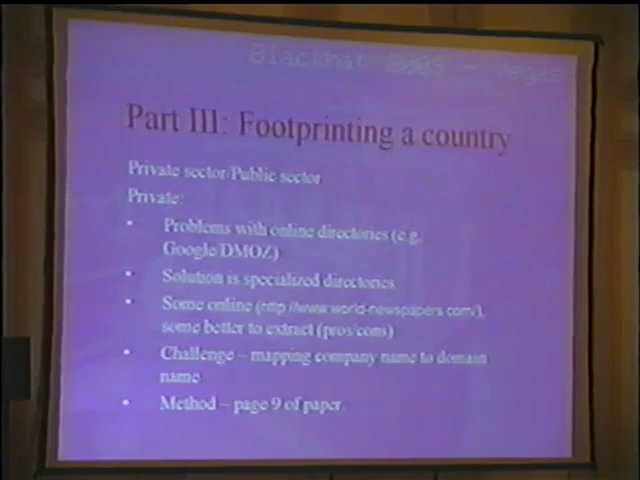 Blackhat 2003 - Vegas
Part III: Footprinting a country
Private sector/Public sector
Private:
• Problems with online directories (e.g.
Google/DMOZ)
• Solution is specialized directories
• Some online (http://www.world-newspapers.com/),
some better to extract (pros/cons)
• Challenge – mapping company name to domain
name
• Method – page 9 of paper.